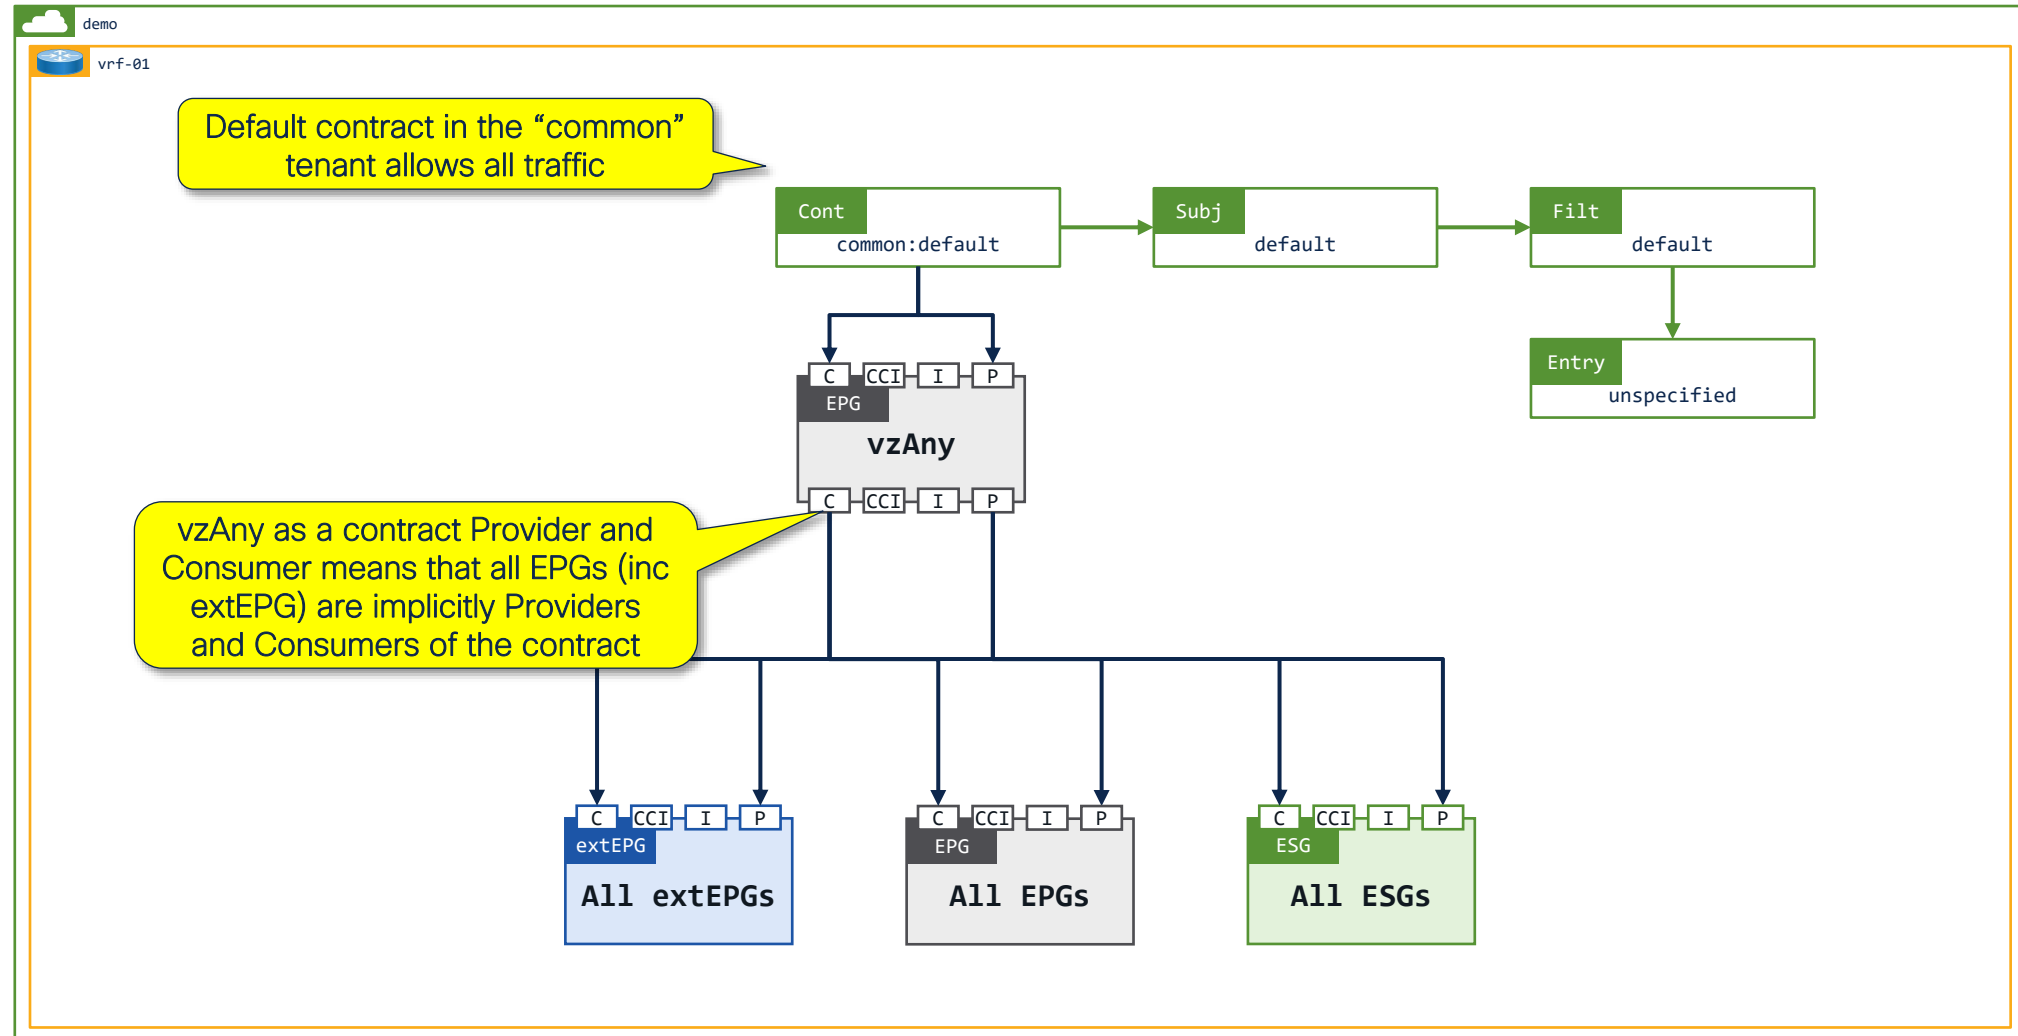 demo
vrf-01
Default contract in the “common”
tenant allows all traffic
Cont
common:default
Subj
default
Filt
default
Entry
unspecified
C CCI I P
EPG
vzAny
C CCI I P
vzAny as a contract Provider and
Consumer means that all EPGs (inc
extEPG) are implicitly Providers
and Consumers of the contract
C CCI I P
extEPG
All extEPGs
C CCI I P
EPG
All EPGs
C CCI I P
ESG
All ESGs